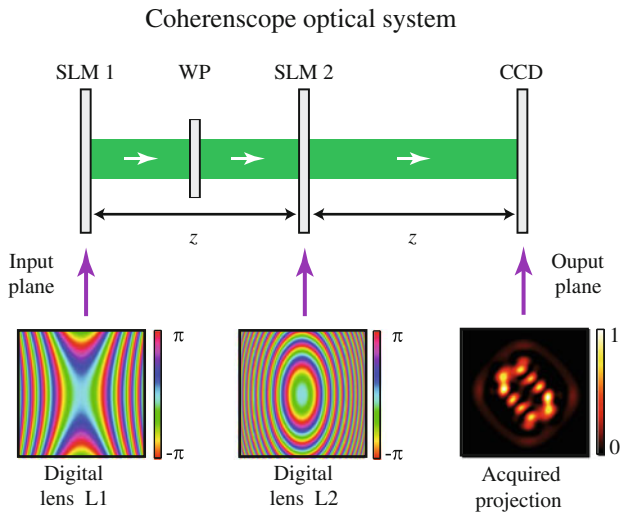 Coherenscope optical system
SLM 1 WP SLM 2 CCD
z z
Input
plane
Ouput
plane
π π 1
-π -π 0
Digital
lens L1
Digital
lens L2
Acquired
projection